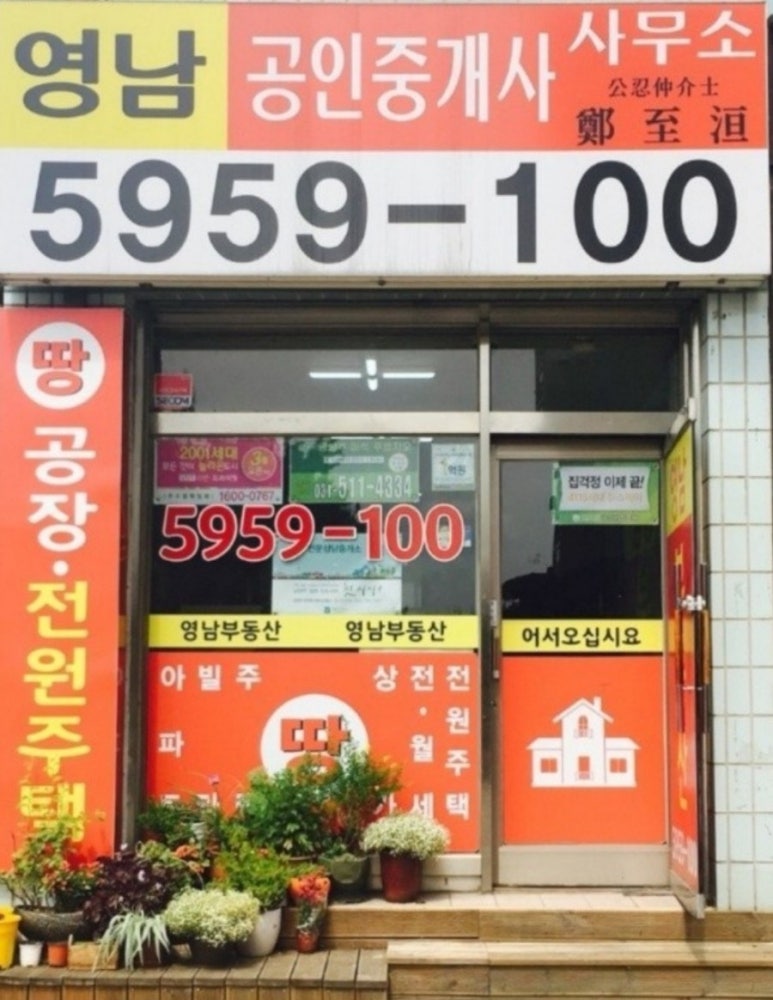 영남 공인중개사 사무소
公忍仲介士
鄭至洹
5959-100
땅
공장·전원주택
2001세대
1600-0767
031-511-4334
억원
5959-100
집걱정 이제 끝!
영남부동산 영남부동산
어서오십시요
아 빌 주
파
땅
상 전·월세 전원주택